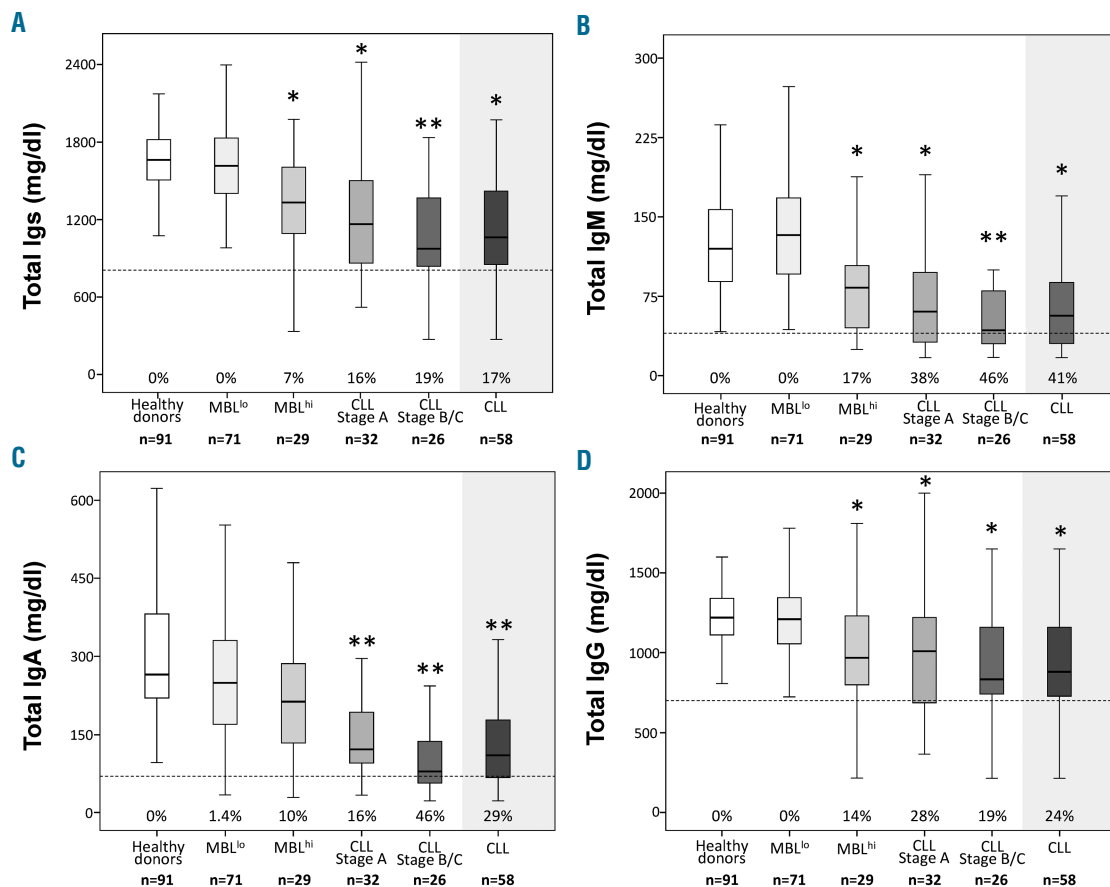 A
Total Igs (mg/dl)
2400
1800
1200
600
0
* * ** *
0% 0% 7% 16% 19% 17%
Healthy donors MBLlo MBLhi CLL Stage A CLL Stage B/C CLL
n=91 n=71 n=29 n=32 n=26 n=58
B
Total IgM (mg/dl)
300
225
150
75
0
* * ** *
0% 0% 17% 38% 46% 41%
Healthy donors MBLlo MBLhi CLL Stage A CLL Stage B/C CLL
n=91 n=71 n=29 n=32 n=26 n=58
C
Total IgA (mg/dl)
600
450
300
150
0
** ** **
0% 1.4% 10% 16% 46% 29%
Healthy donors MBLlo MBLhi CLL Stage A CLL Stage B/C CLL
n=91 n=71 n=29 n=32 n=26 n=58
D
Total IgG (mg/dl)
2000
1500
1000
500
0
* * * *
0% 0% 14% 28% 19% 24%
Healthy donors MBLlo MBLhi CLL Stage A CLL Stage B/C CLL
n=91 n=71 n=29 n=32 n=26 n=58